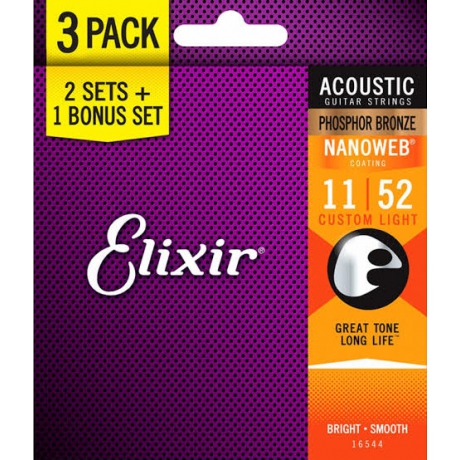 3 PACK
2 SETS +
1 BONUS SET
ACOUSTIC
GUITAR STRINGS
PHOSPHOR BRONZE
NANOWEB®
COATING
11 | 52
CUSTOM LIGHT
Elixir®
GREAT TONE
LONG LIFE™
BRIGHT • SMOOTH
16544